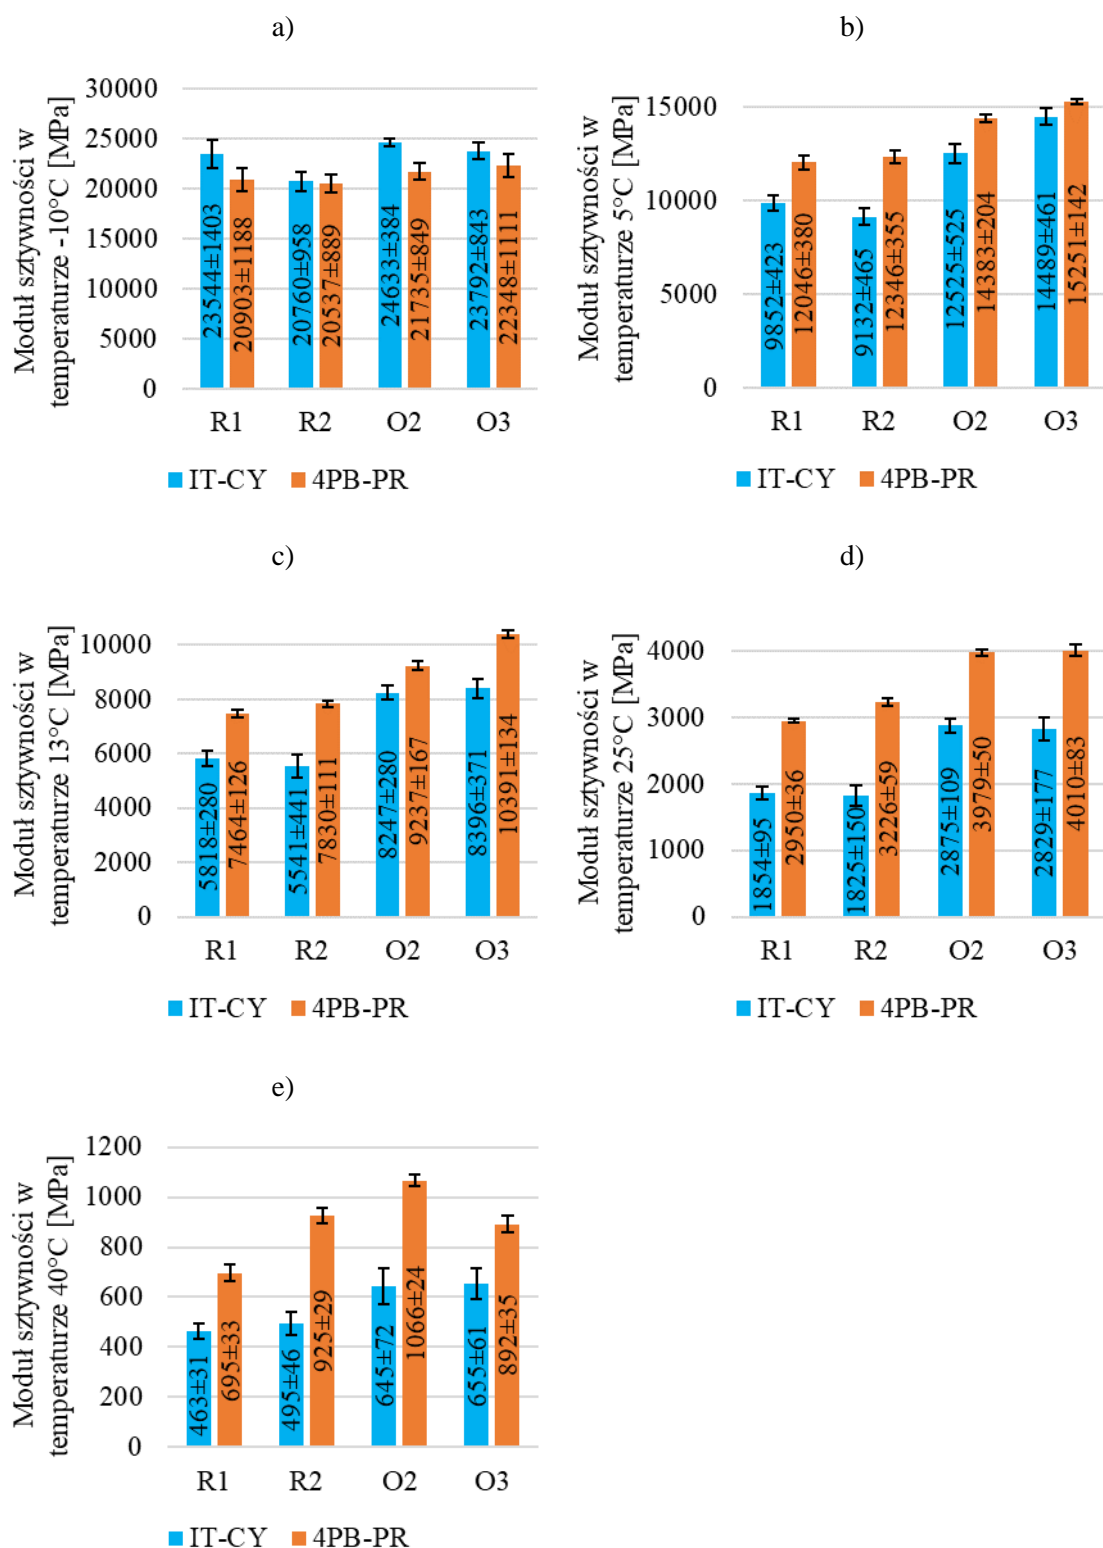 a)
Moduł sztywności w
temperaturze -10°C [MPa]
30000
25000
20000
15000
10000
5000
0
23544±1403
20903±1188
20760±958
20537±889
24633±384
21735±849
23792±843
22348±1111
R1 R2 O2 O3
IT-CY 4PB-PR
b)
Moduł sztywności w
temperaturze 5°C [MPa]
15000
10000
5000
0
9852±423
12046±380
9132±465
12346±355
12525±525
14383±204
14489±461
15251±142
R1 R2 O2 O3
IT-CY 4PB-PR
c)
Moduł sztywności w
temperaturze 13°C [MPa]
10000
8000
6000
4000
2000
0
5818±280
7464±126
5541±441
7830±111
8247±280
9237±167
8396±371
10391±134
R1 R2 O2 O3
IT-CY 4PB-PR
d)
Moduł sztywności w
temperaturze 25°C [MPa]
4000
3000
2000
1000
0
1854±95
2950±36
1825±150
3226±59
2875±109
3979±50
2829±177
4010±83
R1 R2 O2 O3
IT-CY 4PB-PR
e)
Moduł sztywności w
temperaturze 40°C [MPa]
1200
1000
800
600
400
200
0
463±31
695±33
495±46
925±29
645±72
1066±24
655±61
892±35
R1 R2 O2 O3
IT-CY 4PB-PR